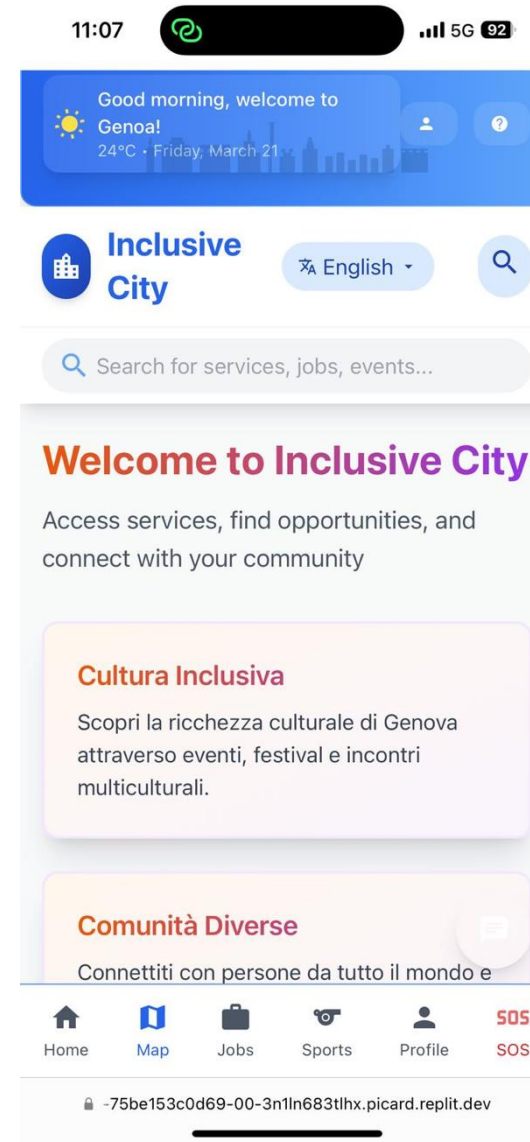 11:07
5G 92
Good morning, welcome to
Genoa!
24°C • Friday, March 21
Inclusive
City
English
Search for services, jobs, events...
Welcome to Inclusive City
Access services, find opportunities, and
connect with your community
Cultura Inclusiva
Scopri la ricchezza culturale di Genova
attraverso eventi, festival e incontri
multiculturali.
Comunità Diverse
Connettiti con persone da tutto il mondo e
SOS
Home Map Jobs Sports Profile SOS
-75be153c0d69-00-3n1ln683tlhx.picard.replit.dev